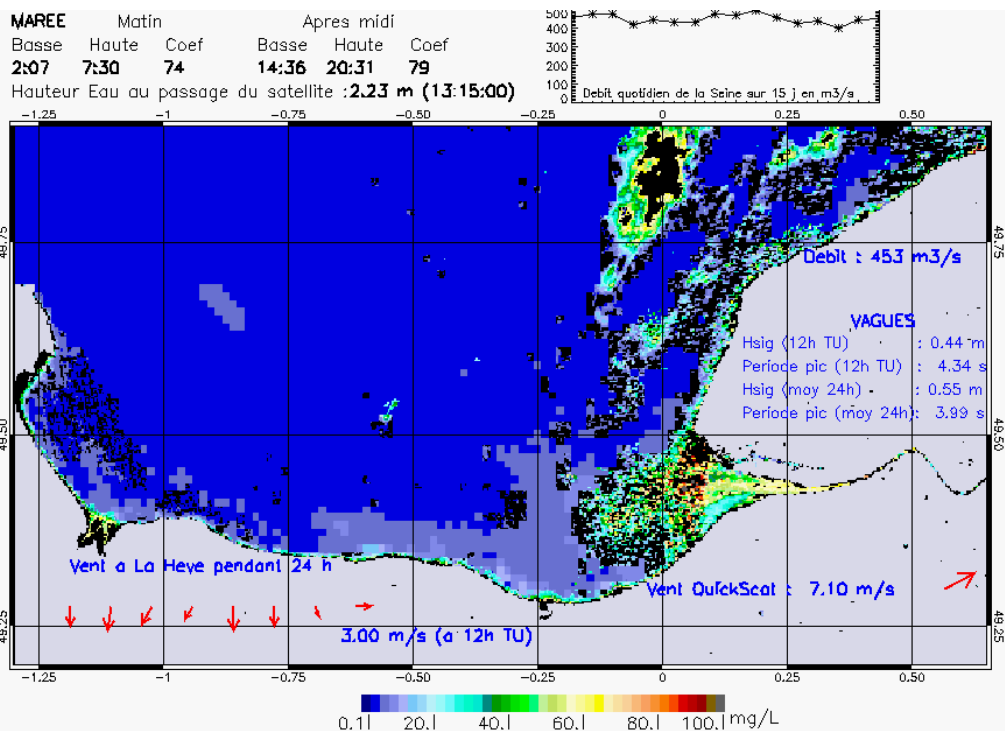 MAREE Matin Apres midi
Basse Haute Coef Basse Haute Coef
2:07 7:30 74 14:36 20:31 79
Hauteur Eau au passage du satellite : 2.23 m (13:15:00)
500
400
300
200
100
0
Debit quotidien de la Seine sur 15 j en m3/s
-1.25 -1 -0.75 -0.50 -0.25 0 0.25 0.50
49.75 49.75
Debit : 453 m3/s
VAGUES
Hsig (12h TU) : 0.44 m
Periode pic (12h TU) : 4.34 s
Hsig (moy 24h) - : 0.55 m
Periode pic (moy 24h): 3.99 s
49.50 49.50
Vent a La Heve pendant 24 h
Vent QuickScat : 7.10 m/s
3.00 m/s (a 12h TU)
49.25 49.25
-1.25 -1 -0.75 -0.50 -0.25 0 0.25 0.50
0.1 20.1 40.1 60.1 80.1 100.1 mg/L